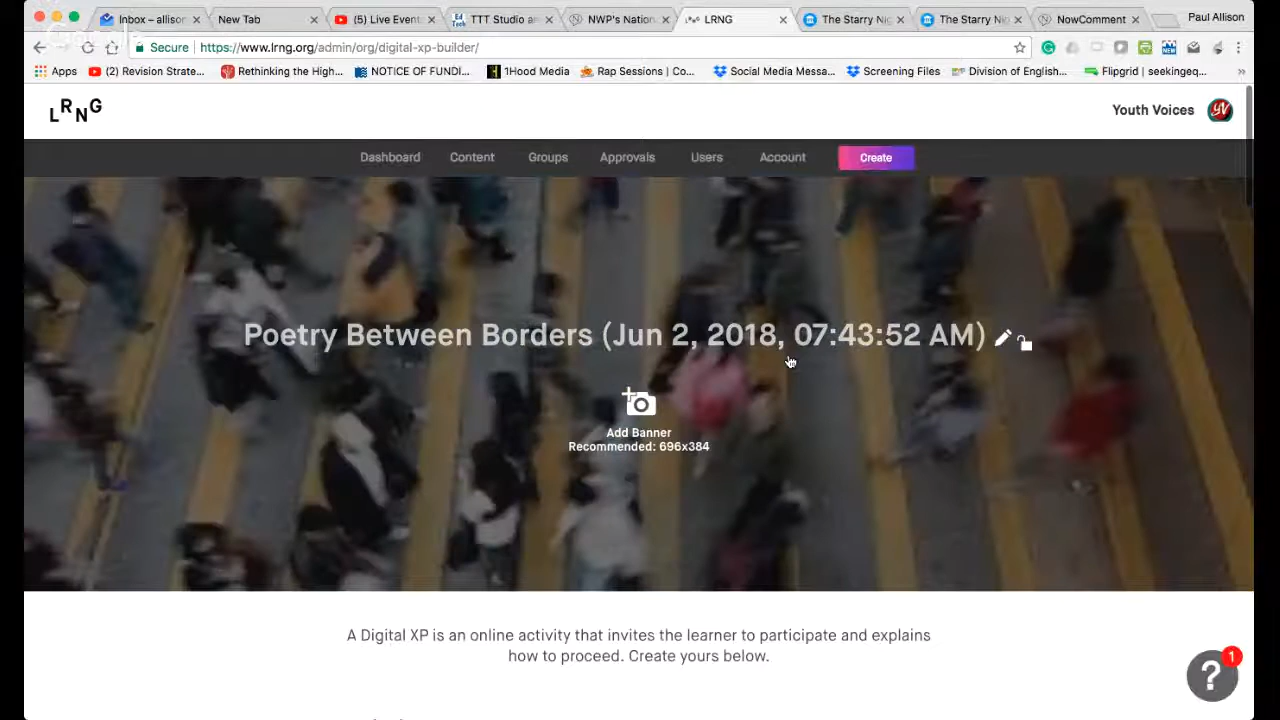 Inbox – allison
New Tab
(5) Live Event
TTT Studio a
NWP's Nation
LRNG
The Starry Ni
The Starry Ni
NowComment
Paul Allison
Secure
https://www.lrng.org/admin/org/digital-xp-builder/
Apps
(2) Revision Strate...
Rethinking the High...
NOTICE OF FUNDI...
1Hood Media
Rap Sessions | Co...
Social Media Messa...
Screening Files
Division of English...
Flipgrid | seekingeq...
»
LRNG
Youth Voices
Dashboard
Content
Groups
Approvals
Users
Account
Create
Poetry Between Borders (Jun 2, 2018, 07:43:52 AM)
Add Banner
Recommended: 696x384
A Digital XP is an online activity that invites the learner to participate and explains
how to proceed. Create yours below.
?
1